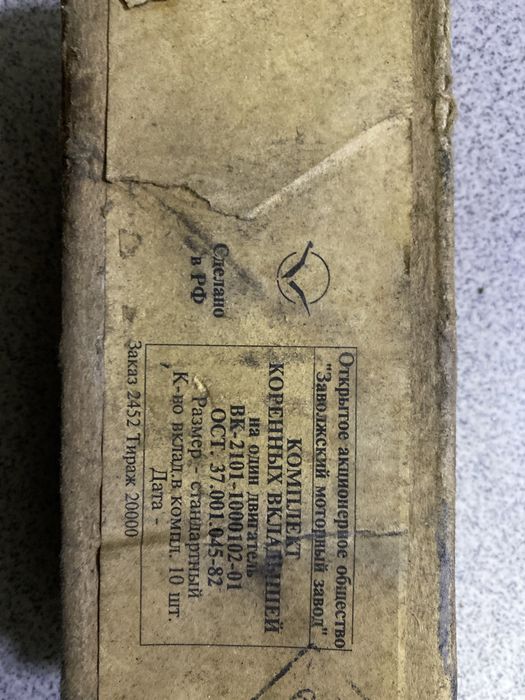 Сделано
в РФ
Открытое акционерное общество
"Заволжский моторный завод"
КОМПЛЕКТ
КОРЕННЫХ ВКЛАДЫШЕЙ
на один двигатель
ВК-2101-1000102-01
ОСТ. 37.001.045-82
Размер - стандартный
К-во вклад.в компл. 10 шт.
Дата -
Заказ 2452 Тираж 20000